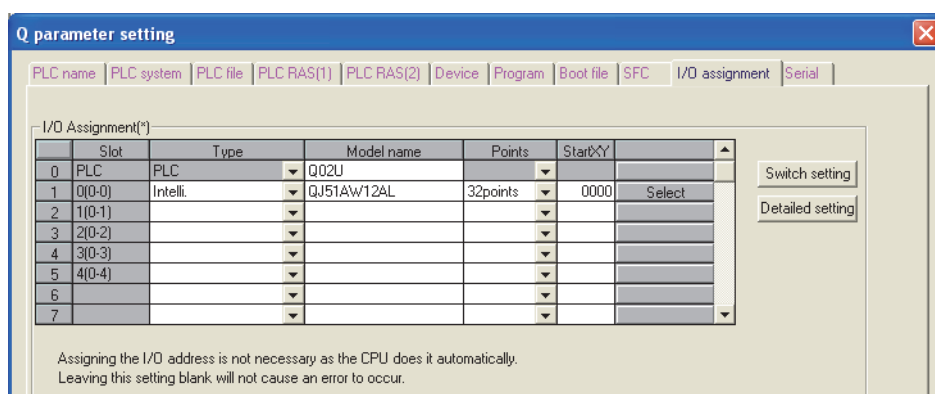 Q parameter setting
PLC name PLC system PLC file PLC RAS(1) PLC RAS(2) Device Program Boot file SFC I/O assignment Serial
I/O Assignment(*)
Slot Type Model name Points StartXY
0 PLC PLC Q02U
1 0(0-0) Intelli. QJ51AW12AL 32points 0000 Select
2 1(0-1)
3 2(0-2)
4 3(0-3)
5 4(0-4)
6
7
Switch setting
Detailed setting
Assigning the I/O address is not necessary as the CPU does it automatically.
Leaving this setting blank will not cause an error to occur.